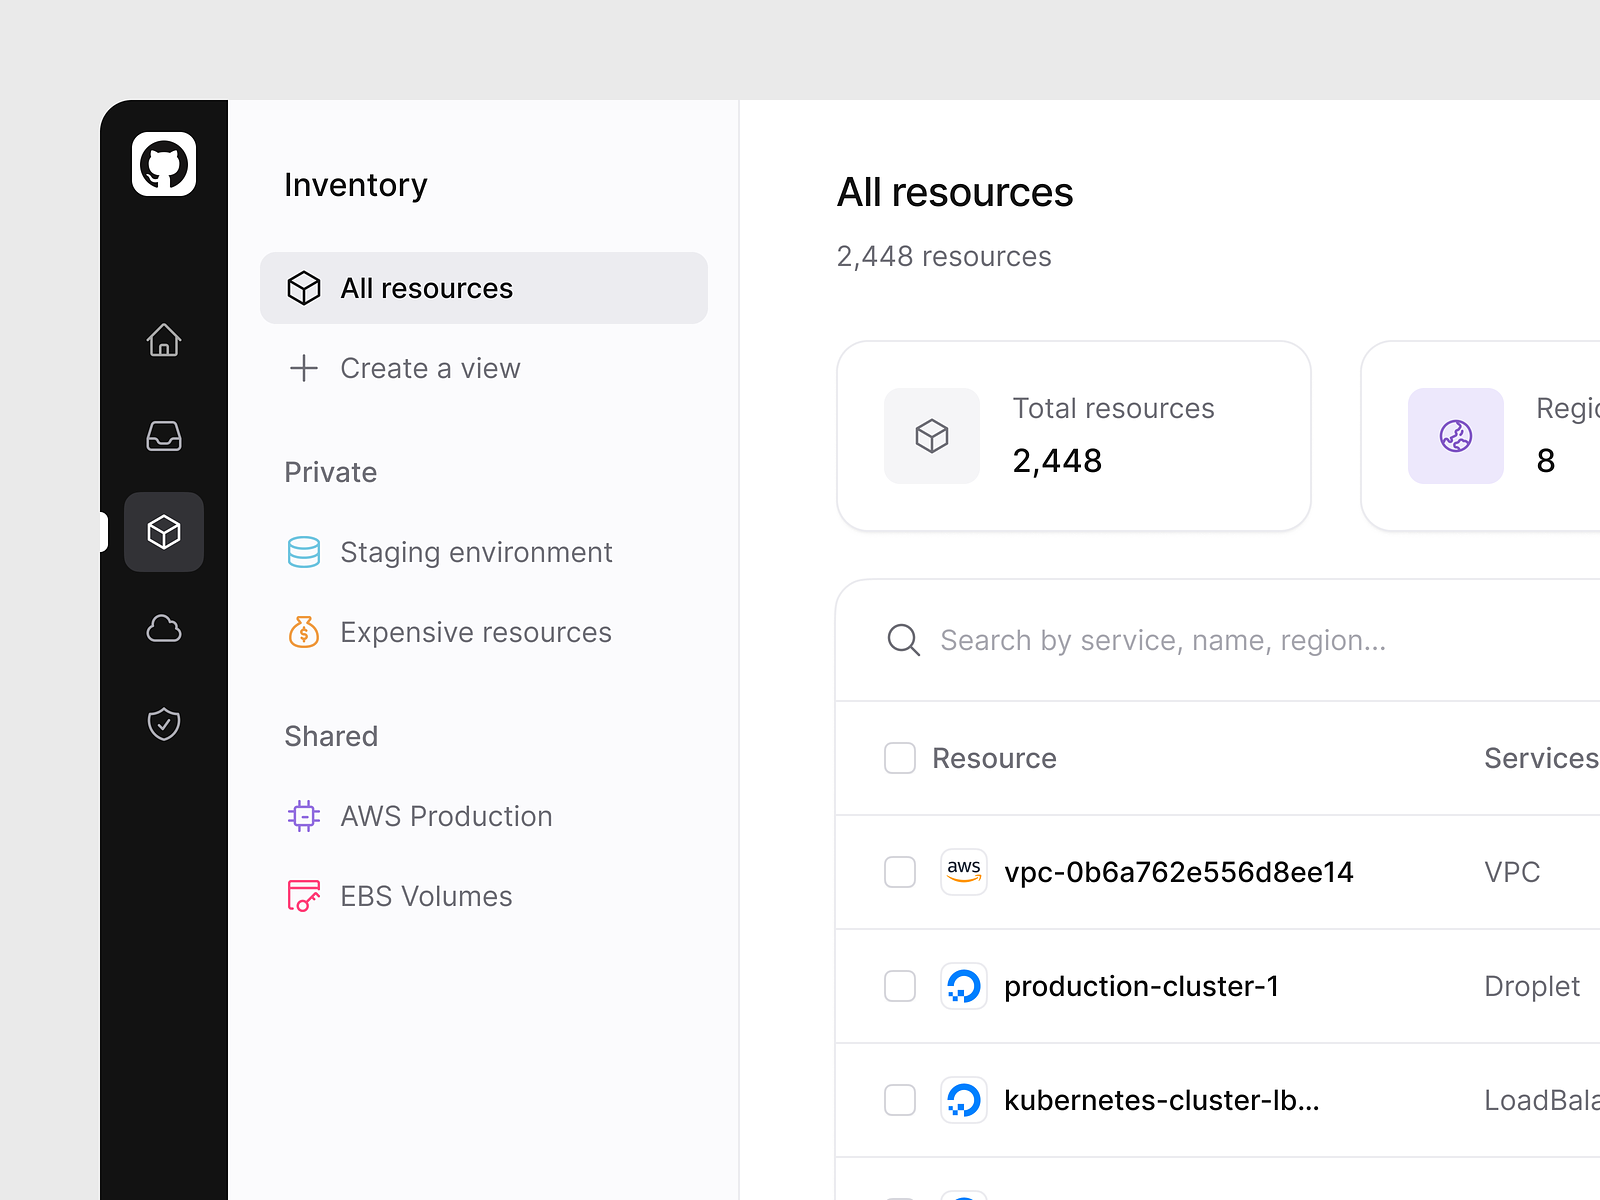 Inventory
All resources
Create a view
Private
Staging environment
Expensive resources
Shared
AWS Production
EBS Volumes
All resources
2,448 resources
Total resources
2,448
8
Search by service, name, region...
Resource
Services
aws vpc-0b6a762e556d8ee14
VPC
production-cluster-1
Droplet
kubernetes-cluster-lb...